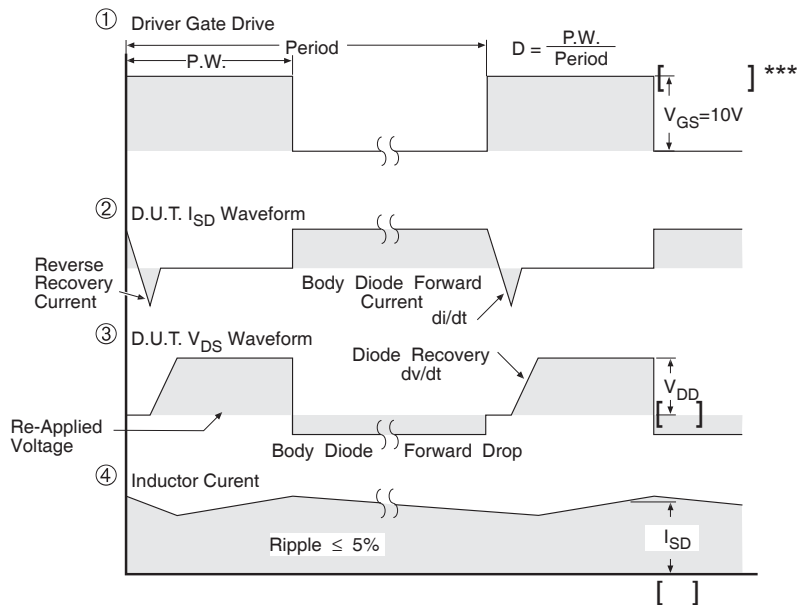 ① Driver Gate Drive
Period
P.W.
D = P.W. / Period
[ ] ***
V_GS=10V
② D.U.T. I_SD Waveform
Reverse
Recovery
Current
Body Diode Forward
Current
di/dt
③ D.U.T. V_DS Waveform
Diode Recovery
dv/dt
V_DD
[ ]
Re-Applied
Voltage
Body Diode Forward Drop
④ Inductor Curent
Ripple ≤ 5%
I_SD
[ ]